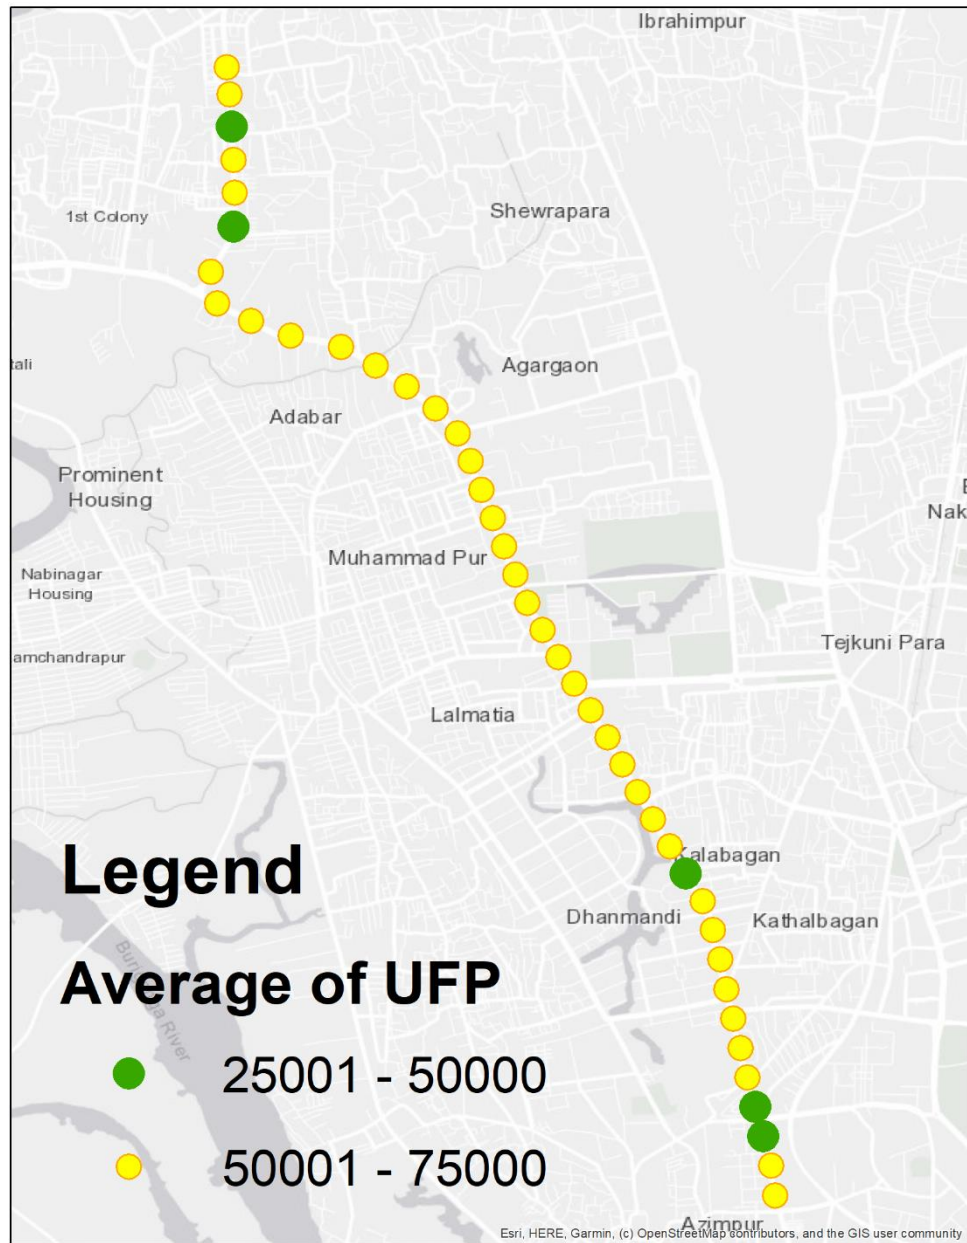 Ibrahimpur
1st Colony
Shewrapara
tali
Agargaon
Adabar
Prominent
Housing
E
Nak
Muhammad Pur
Nabinagar
Housing
amchandrapur
Tejkuni Para
Lalmatia
Kalabagan
Legend
Dhanmandi
Kathalbagan
Average of UFP
River
25001 - 50000
50001 - 75000
Azimpur
Esri, HERE, Garmin, (c) OpenStreetMap contributors, and the GIS user community